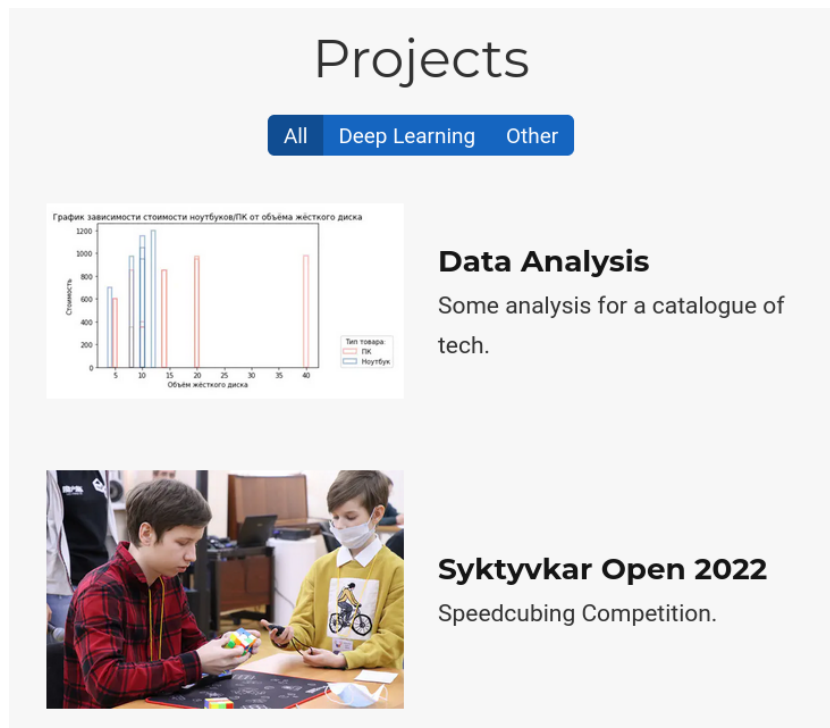 Projects
All Deep Learning Other
График зависимости стоимости ноутбуков/ПК от объёма жёсткого диска
1200
1000
800
600
400
200
0
Стоимость
5 10 15 20 25 30 35 40
Объём жёсткого диска
Тип товара:
ПК
Ноутбук
Data Analysis
Some analysis for a catalogue of
tech.
Syktyvkar Open 2022
Speedcubing Competition.